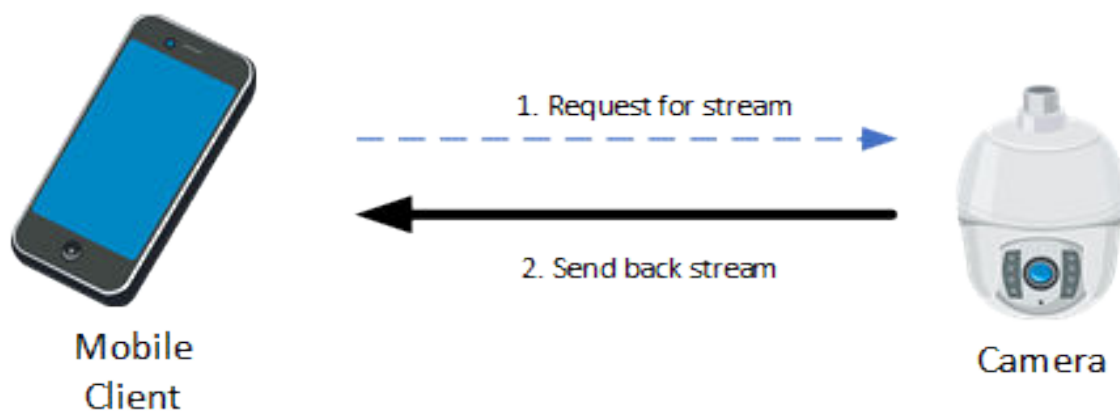 1. Request for stream
2. Send back stream
Mobile
Client
Camera